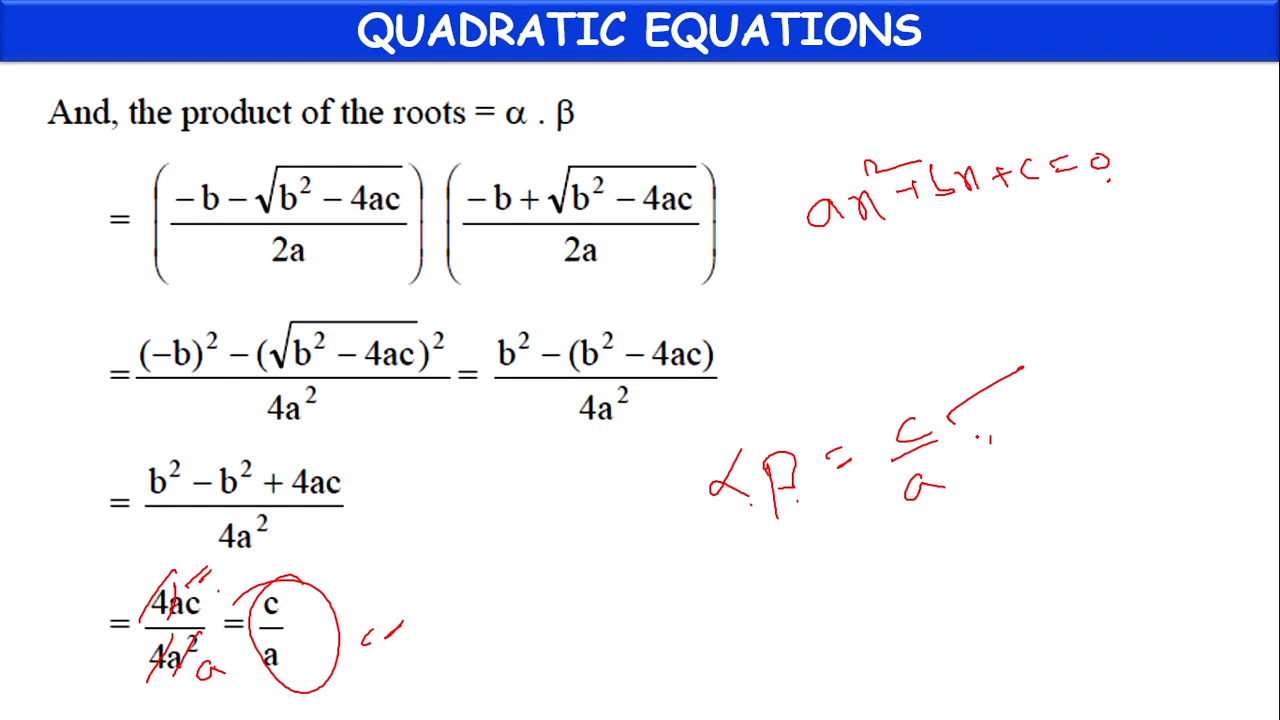 QUADRATIC EQUATIONS
And, the product of the roots = α . β
= ((−b − √(b² − 4ac))/(2a)) ((−b + √(b² − 4ac))/(2a))
ax² + bx + c = 0
= ((−b)² − (√(b² − 4ac))²)/(4a²) = (b² − (b² − 4ac))/(4a²)
α.β = c/a
= (b² − b² + 4ac)/(4a²)
= 4ac/4a² = c/a
a